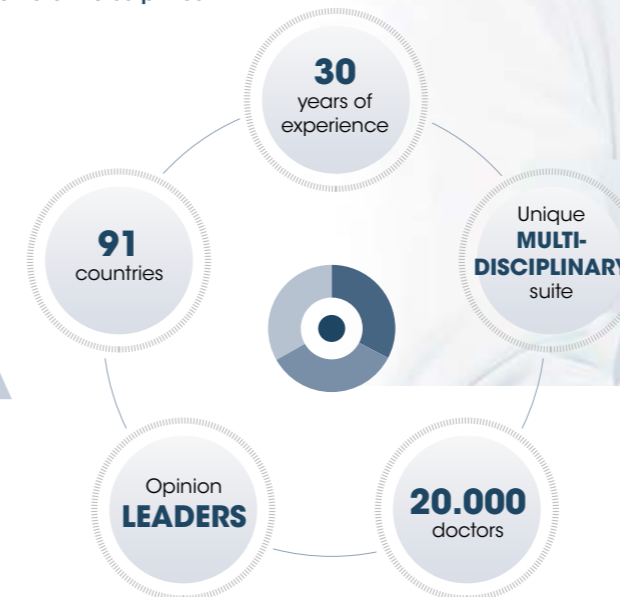 30
years of
experience
91
countries
Unique
MULTI-
DISCIPLINARY
suite
Opinion
LEADERS
20.000
doctors